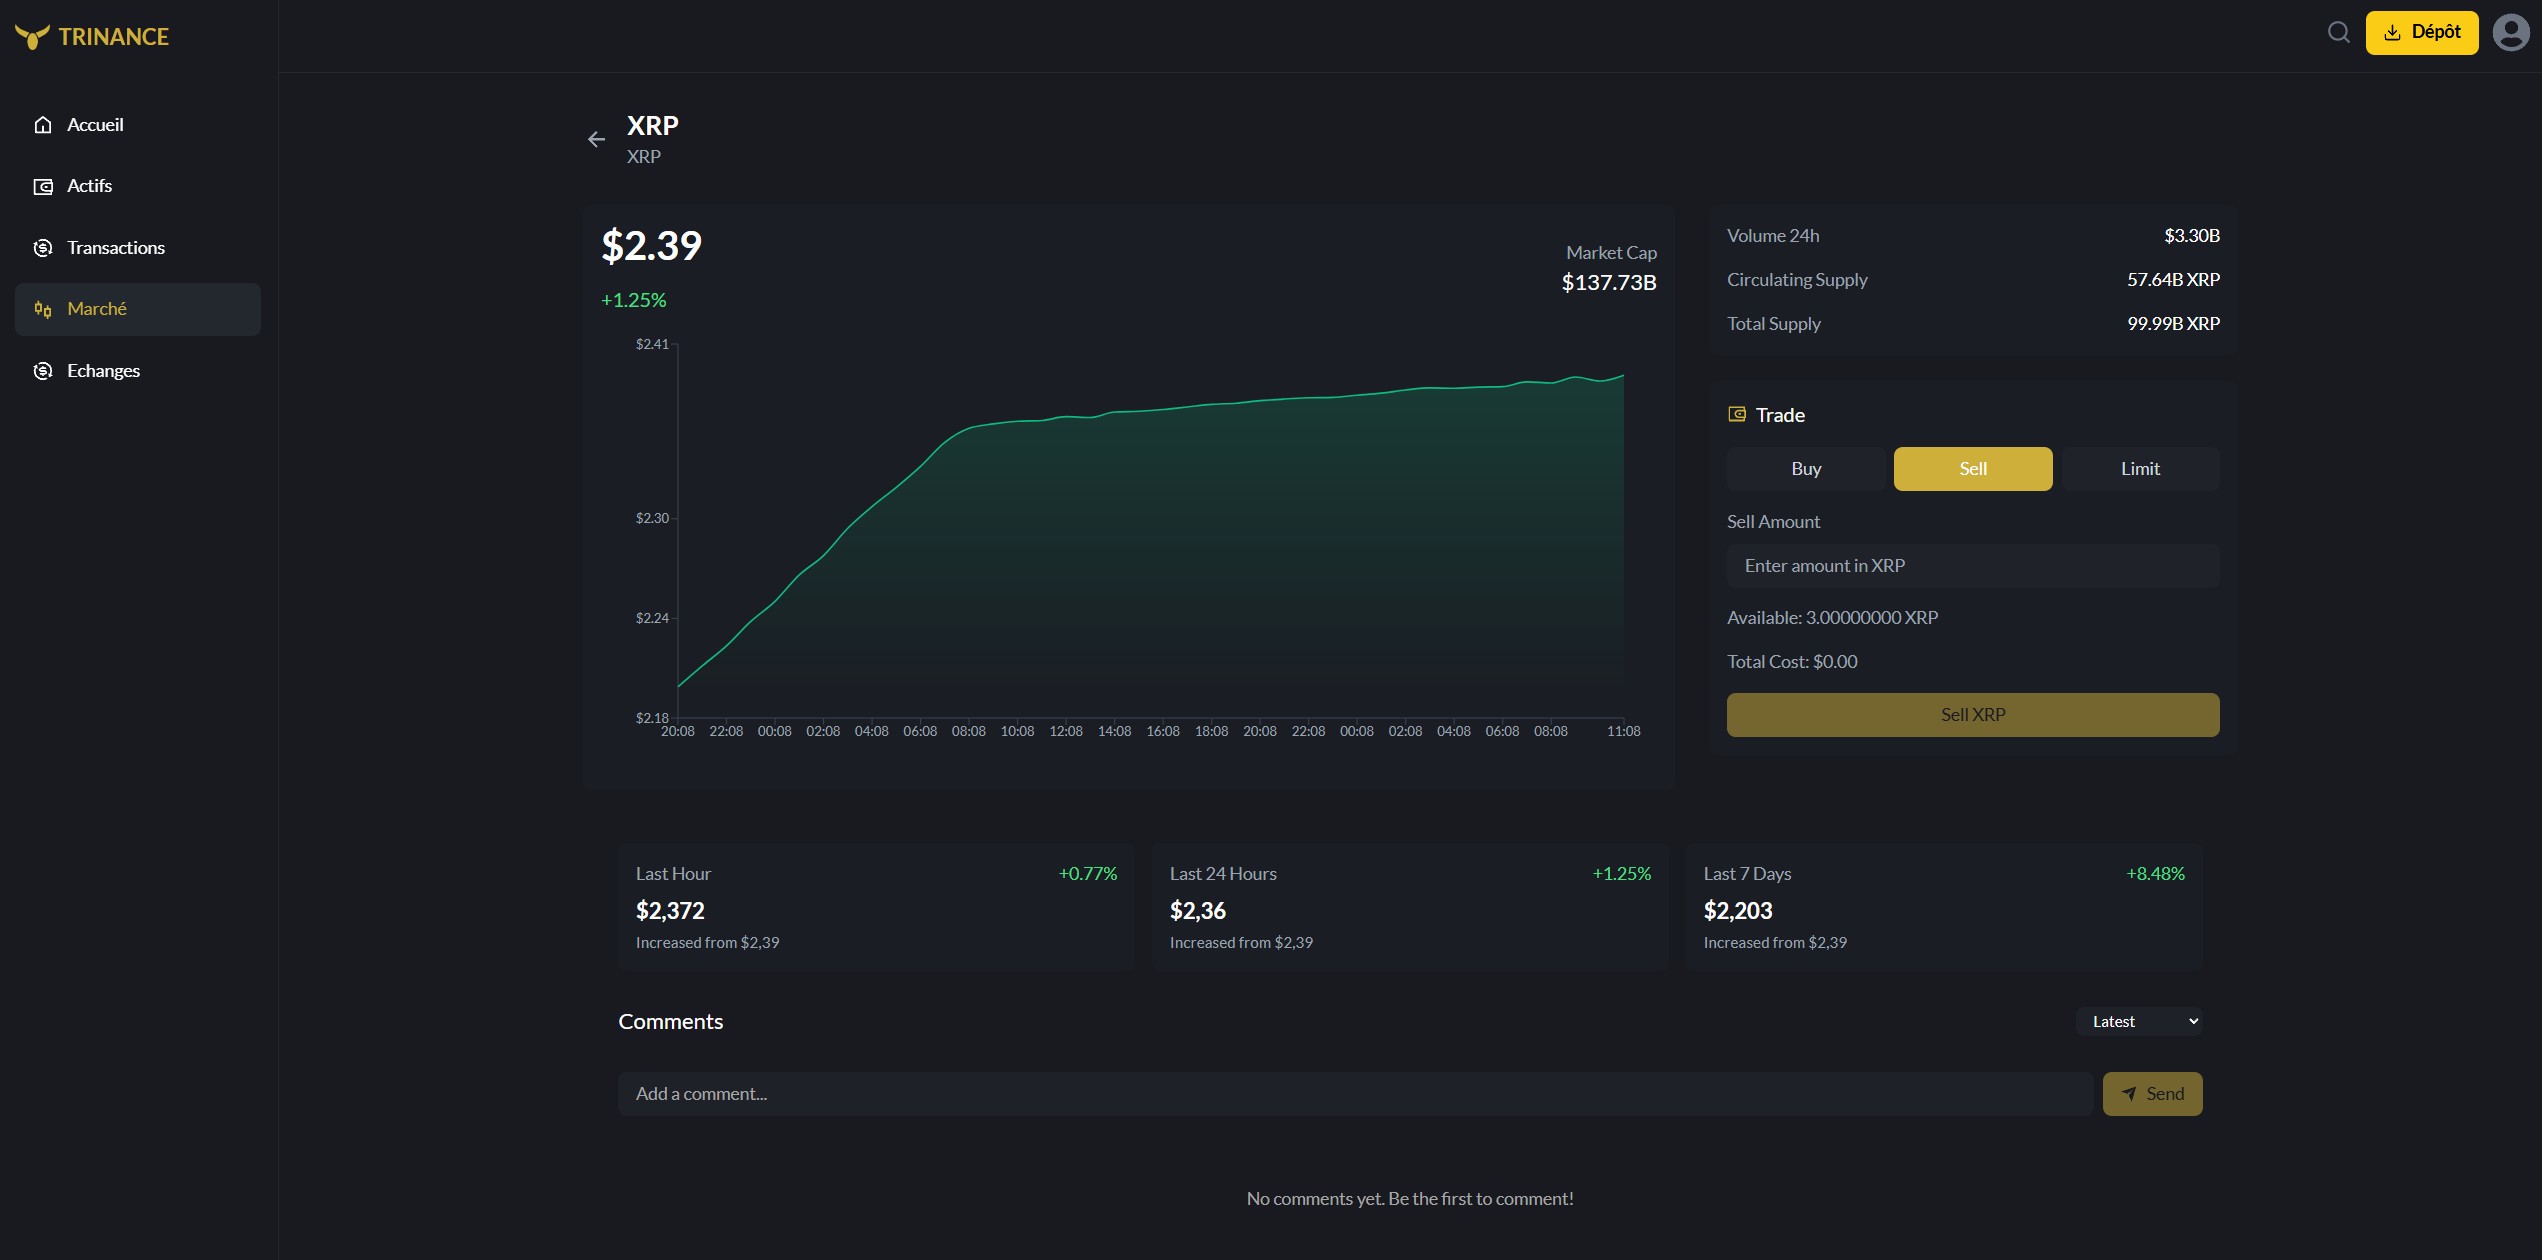 TRINANCE
Dépôt
Accueil
Actifs
Transactions
Marché
Echanges
XRP
XRP
$2.39
+1.25%
Market Cap
$137.73B
$2.41
$2.30
$2.24
$2.18
20:08 22:08 00:08 02:08 04:08 06:08 08:08 10:08 12:08 14:08 16:08 18:08 20:08 22:08 00:08 02:08 04:08 06:08 08:08 11:08
Volume 24h $3.30B
Circulating Supply 57.64B XRP
Total Supply 99.99B XRP
Trade
Buy Sell Limit
Sell Amount
Enter amount in XRP
Available: 3.00000000 XRP
Total Cost: $0.00
Sell XRP
Last Hour +0.77%
$2,372
Increased from $2,39
Last 24 Hours +1.25%
$2,36
Increased from $2,39
Last 7 Days +8.48%
$2,203
Increased from $2,39
Comments
Latest
Add a comment...
Send
No comments yet. Be the first to comment!